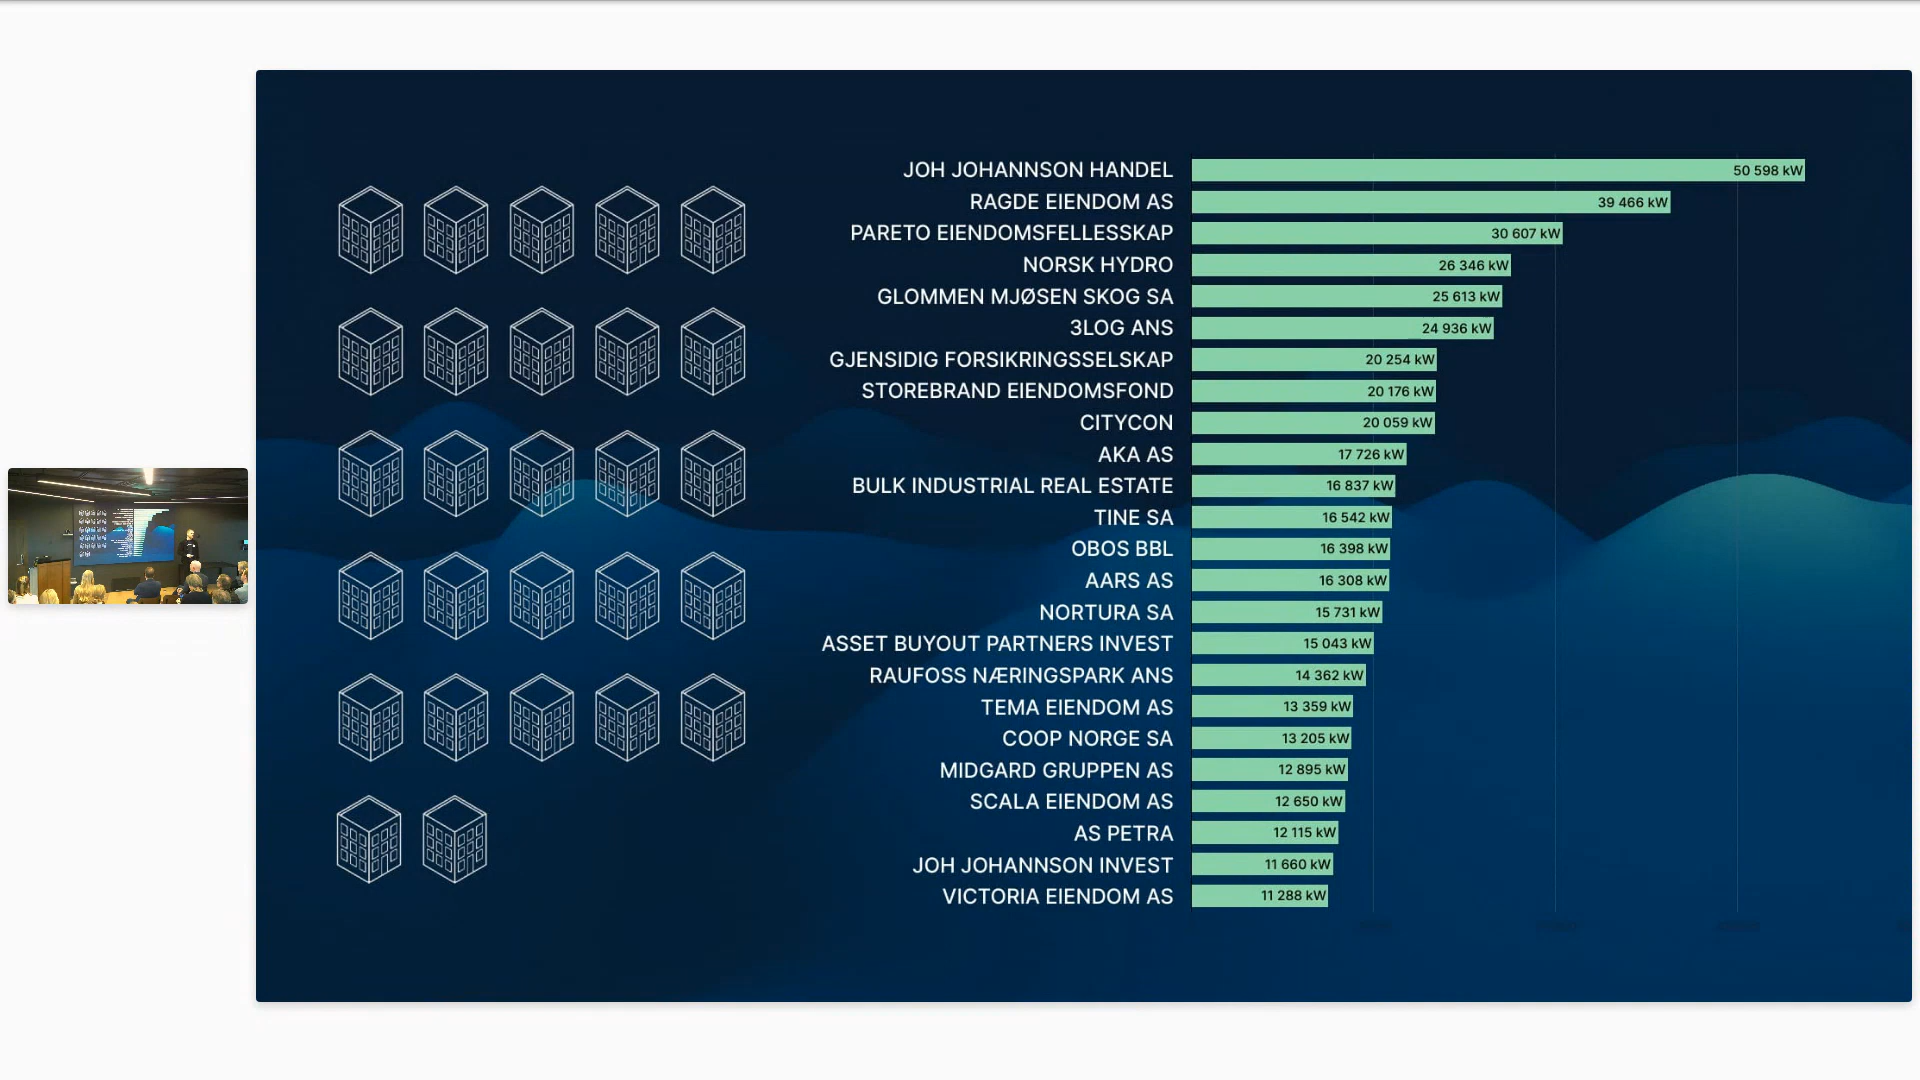 JOH JOHANNSON HANDEL 50 598 kW
RAGDE EIENDOM AS 39 466 kW
PARETO EIENDOMSFELLESSKAP 30 607 kW
NORSK HYDRO 26 346 kW
GLOMMEN MJØSEN SKOG SA 25 613 kW
3LOG ANS 24 936 kW
GJENSIDIG FORSIKRINGSSELSKAP 20 254 kW
STOREBRAND EIENDOMSFOND 20 176 kW
CITYCON 20 059 kW
AKA AS 17 726 kW
BULK INDUSTRIAL REAL ESTATE 16 837 kW
TINE SA 16 542 kW
OBOS BBL 16 398 kW
AARS AS 16 308 kW
NORTURA SA 15 731 kW
ASSET BUYOUT PARTNERS INVEST 15 043 kW
RAUFOSS NÆRINGSPARK ANS 14 362 kW
TEMA EIENDOM AS 13 359 kW
COOP NORGE SA 13 205 kW
MIDGARD GRUPPEN AS 12 895 kW
SCALA EIENDOM AS 12 650 kW
AS PETRA 12 115 kW
JOH JOHANNSON INVEST 11 660 kW
VICTORIA EIENDOM AS 11 288 kW